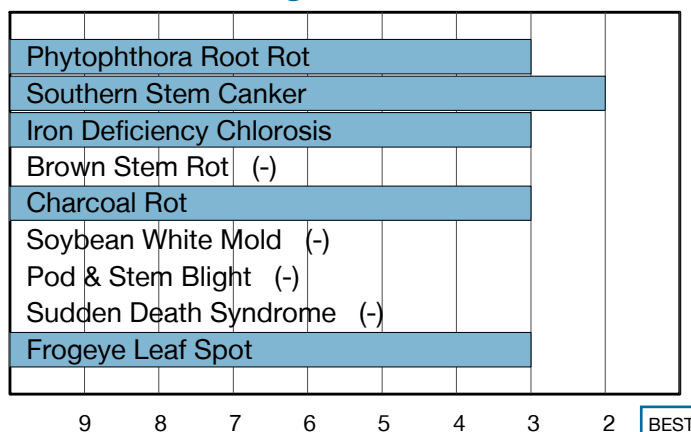 Phytophthora Root Rot
Southern Stem Canker
Iron Deficiency Chlorosis
Brown Stem Rot (-)
Charcoal Rot
Soybean White Mold (-)
Pod & Stem Blight (-)
Sudden Death Syndrome (-)
Frogeye Leaf Spot
9 8 7 6 5 4 3 2 BEST